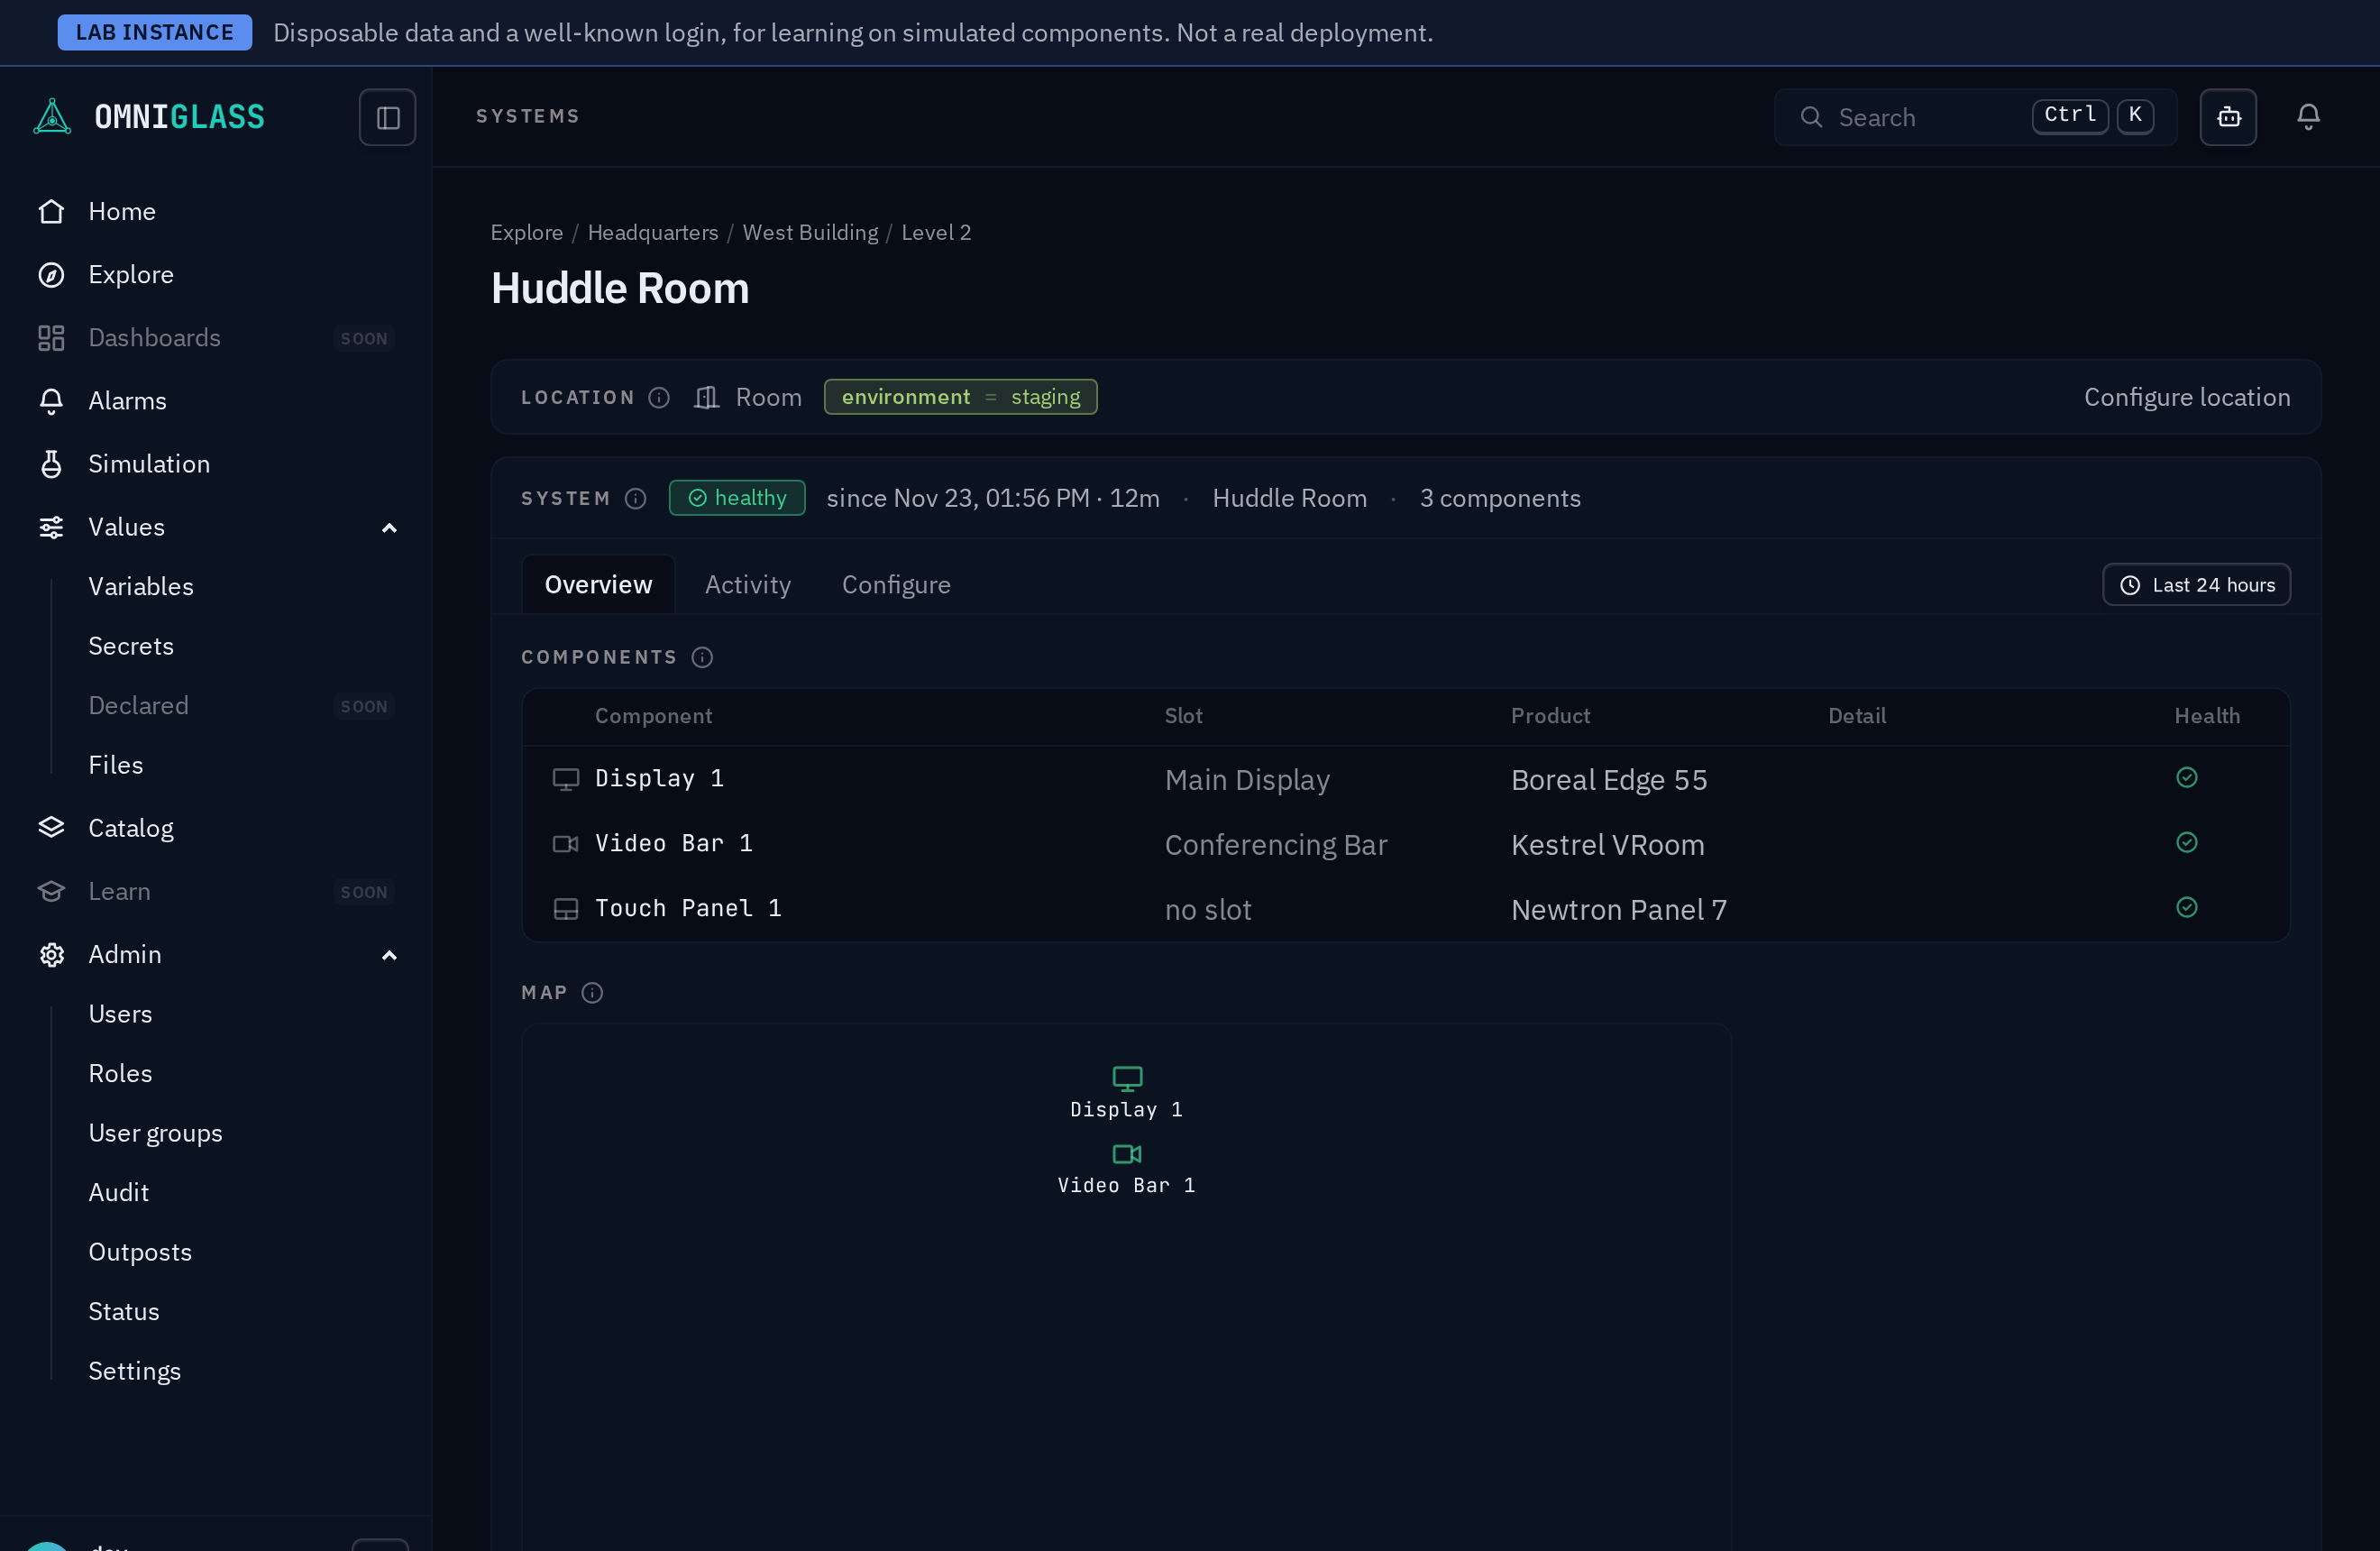 LAB INSTANCE Disposable data and a well-known login, for learning on simulated components. Not a real deployment.
OMNIGLASS
SYSTEMS
Search Ctrl K
Home
Explore
Dashboards SOON
Alarms
Simulation
Values
Variables
Secrets
Declared SOON
Files
Catalog
Learn SOON
Admin
Users
Roles
User groups
Audit
Outposts
Status
Settings
Explore / Headquarters / West Building / Level 2
Huddle Room
LOCATION Room environment = staging Configure location
SYSTEM healthy since Nov 23, 01:56 PM · 12m · Huddle Room · 3 components
Overview Activity Configure Last 24 hours
COMPONENTS
Component Slot Product Detail Health
Display 1 Main Display Boreal Edge 55
Video Bar 1 Conferencing Bar Kestrel VRoom
Touch Panel 1 no slot Newtron Panel 7
MAP
Display 1
Video Bar 1